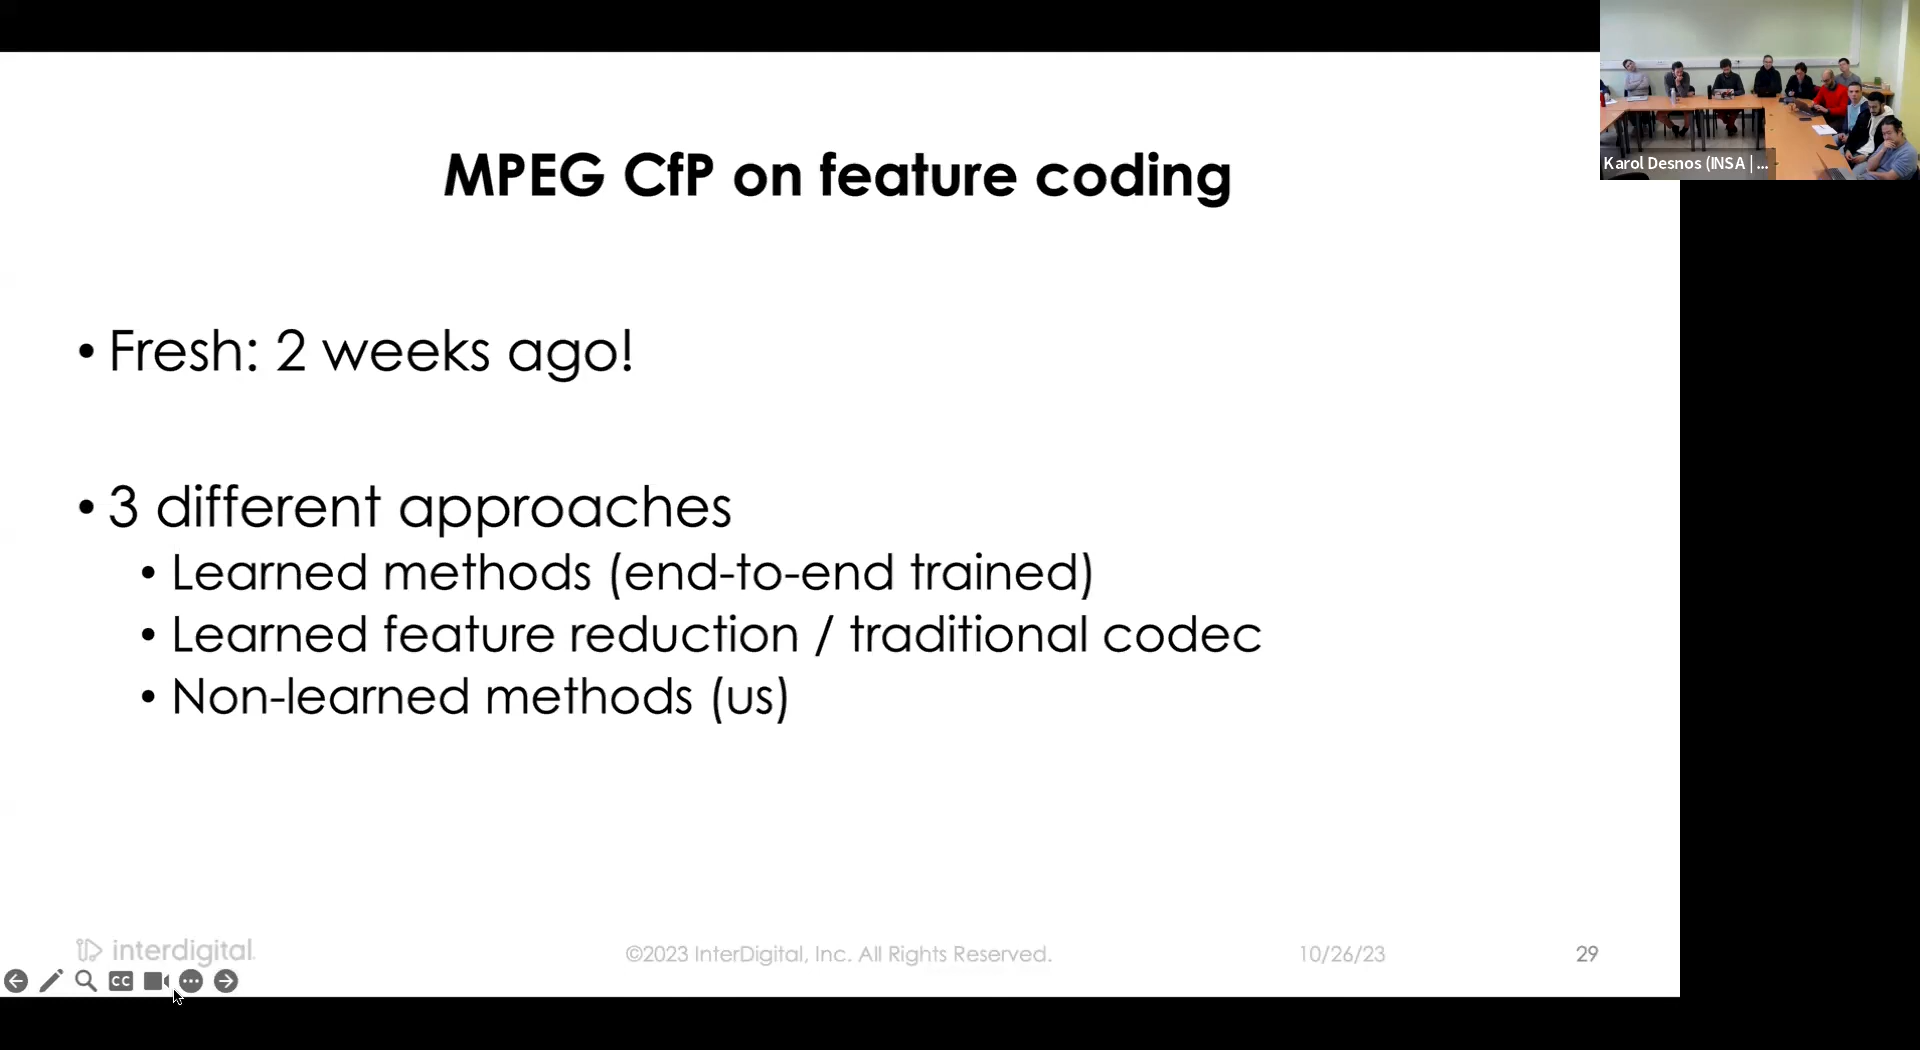 MPEG CfP on feature coding
• Fresh: 2 weeks ago!
• 3 different approaches
• Learned methods (end-to-end trained)
• Learned feature reduction / traditional codec
• Non-learned methods (us)
interdigital
©2023 InterDigital, Inc. All Rights Reserved.
10/26/23
29
CC
Karol Desnos (INSA | ...